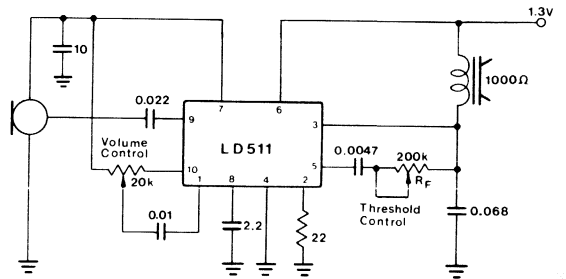 1.3V
10
1000Ω
0.022
7
6
9
3
Volume
Control
LD511
0.0047
200k
10
5
20k
1
8
4
2
R_F
Threshold
Control
0.01
2.2
22
0.068